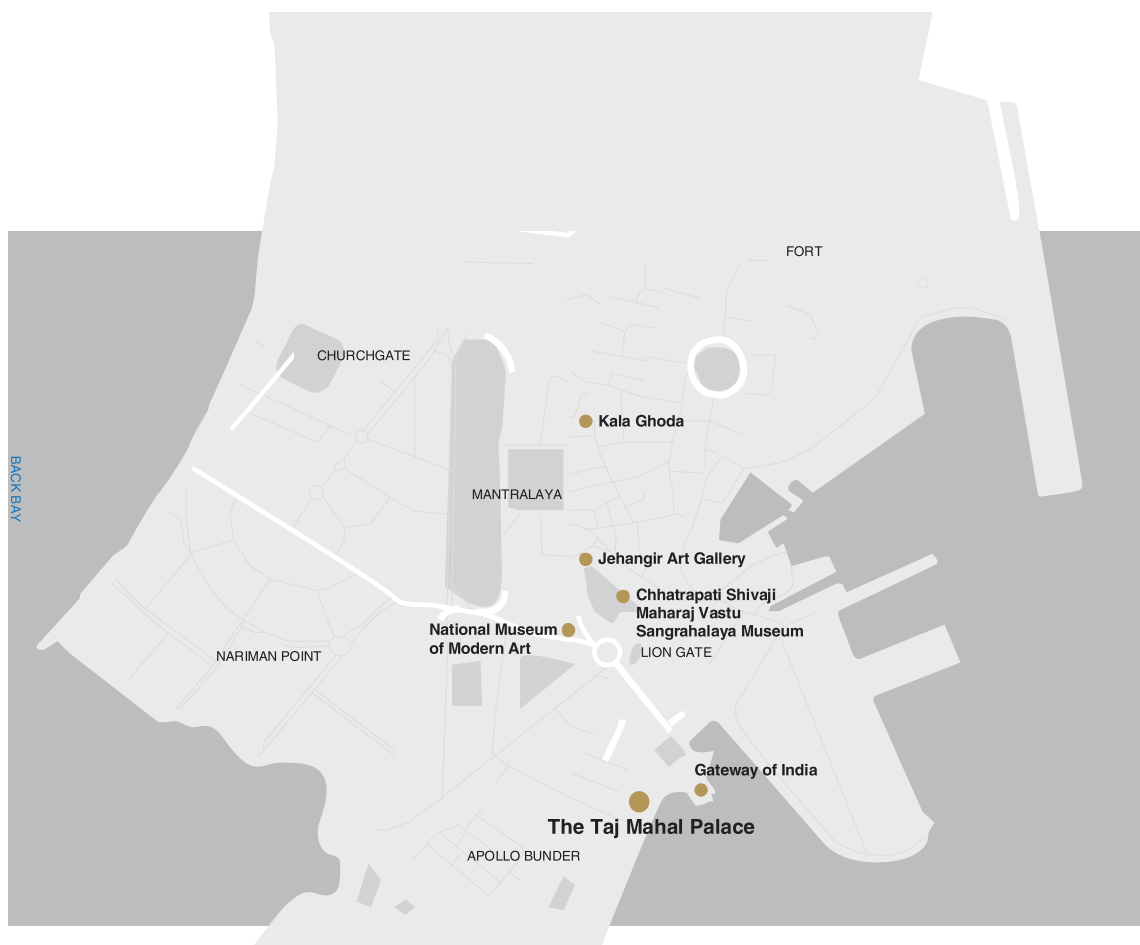 FORT
CHURCHGATE
Kala Ghoda
BACK BAY
MANTRALAYA
Jehangir Art Gallery
Chhatrapati Shivaji
Maharaj Vastu
Sangrahalaya Museum
National Museum
of Modern Art
LION GATE
NARIMAN POINT
Gateway of India
The Taj Mahal Palace
APOLLO BUNDER